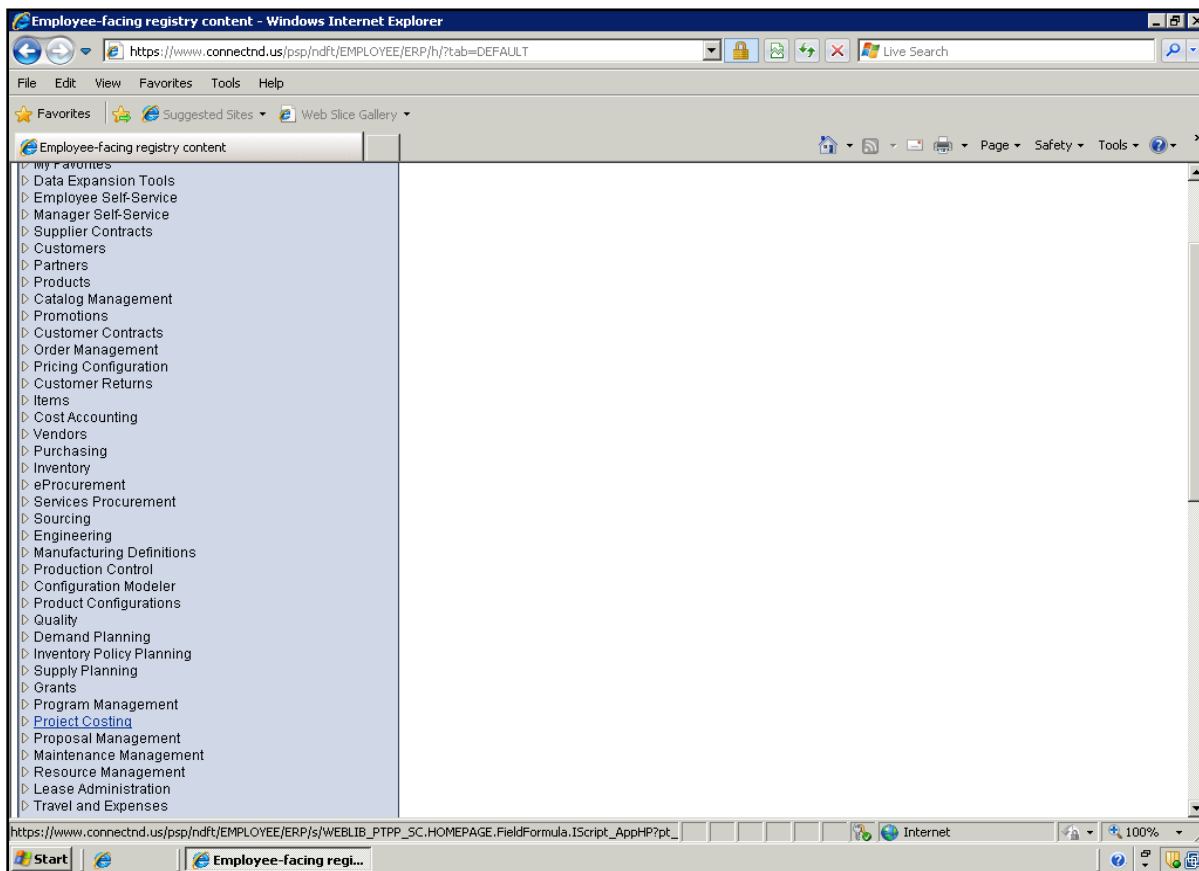 Employee-facing registry content - Windows Internet Explorer
https://www.connectnd.us/psp/ndft/EMPLOYEE/ERP/h/?tab=DEFAULT
Live Search
File Edit View Favorites Tools Help
Favorites Suggested Sites Web Slice Gallery
Employee-facing registry content
Page Safety Tools
My Favorites
Data Expansion Tools
Employee Self-Service
Manager Self-Service
Supplier Contracts
Customers
Partners
Products
Catalog Management
Promotions
Customer Contracts
Order Management
Pricing Configuration
Customer Returns
Items
Cost Accounting
Vendors
Purchasing
Inventory
eProcurement
Services Procurement
Sourcing
Engineering
Manufacturing Definitions
Production Control
Configuration Modeler
Product Configurations
Quality
Demand Planning
Inventory Policy Planning
Supply Planning
Grants
Program Management
Project Costing
Proposal Management
Maintenance Management
Resource Management
Lease Administration
Travel and Expenses
https://www.connectnd.us/psp/ndft/EMPLOYEE/ERP/s/WEBLIB_PTPP_SC.HOMEPAGE.FieldFormula.IScript_AppHP?pt_
Internet
100%
Start
Employee-facing regi...